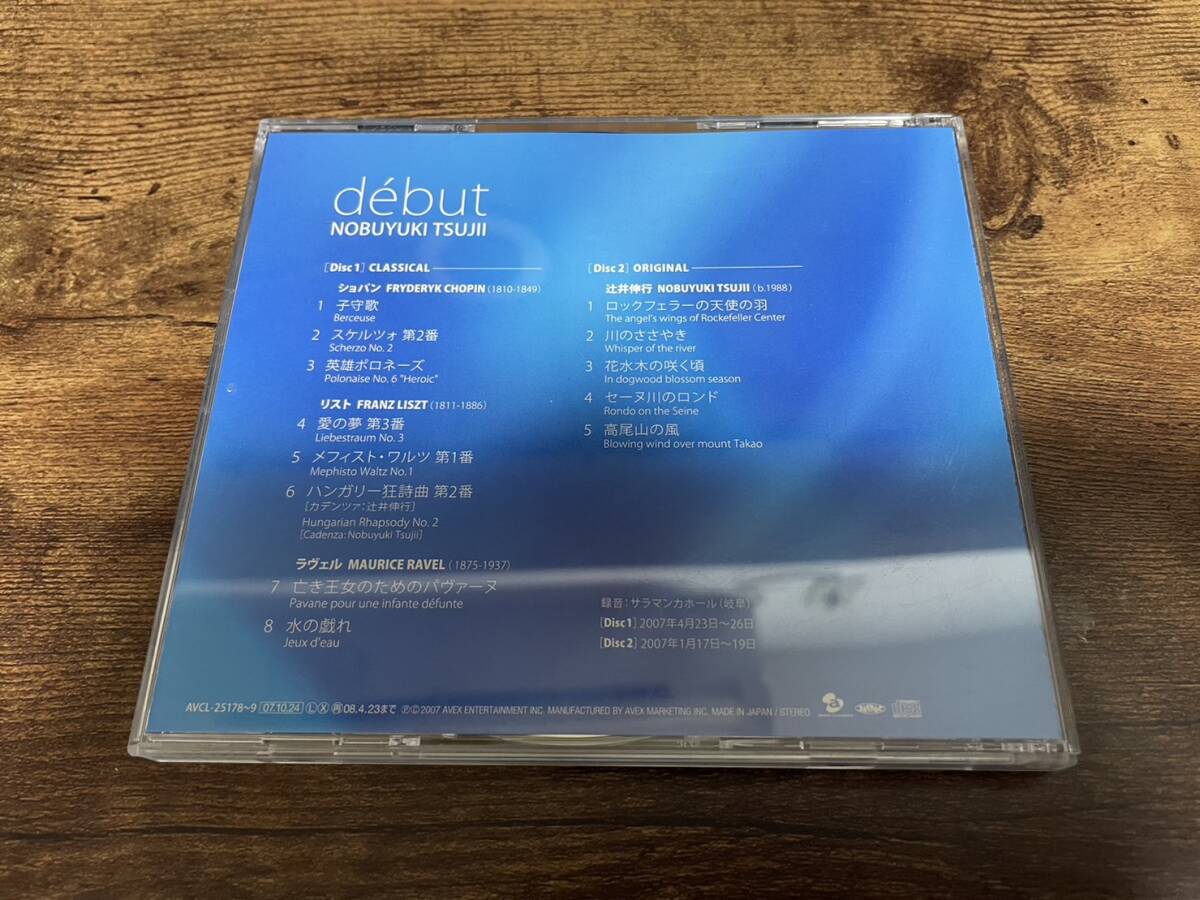 début
NOBUYUKI TSUJII
[Disc 1] CLASSICAL
ショパン FRYDERYK CHOPIN (1810-1849)
1 子守歌
Berceuse
2 スケルツォ 第2番
Scherzo No. 2
3 英雄ポロネーズ
Polonaise No. 6 "Heroic"
リスト FRANZ LISZT (1811-1886)
4 愛の夢 第3番
Liebestraum No. 3
5 メフィスト・ワルツ 第1番
Mephisto Waltz No. 1
6 ハンガリー狂詩曲 第2番
[カデンツァ:辻井伸行]
Hungarian Rhapsody No. 2
[Cadenza: Nobuyuki Tsujii]
ラヴェル MAURICE RAVEL (1875-1937)
7 亡き王女のためのパヴァーヌ
Pavane pour une infante défunte
8 水の戯れ
Jeux d'eau
[Disc 2] ORIGINAL
辻井伸行 NOBUYUKI TSUJII (b.1988)
1 ロックフェラーの天使の羽
The angel's wings of Rockefeller Center
2 川のささやき
Whisper of the river
3 花水木の咲く頃
In dogwood blossom season
4 セーヌ川のロンド
Rondo on the Seine
5 高尾山の風
Blowing wind over mount Takao
録音:サラマンカホール(岐阜)
[Disc 1] 2007年4月23日〜26日
[Disc 2] 2007年1月17日〜19日
AVCL-25178~9 07.10.24 Ⓛ Ⓧ 再 08.4.23まで ℗©2007 AVEX ENTERTAINMENT INC. MANUFACTURED BY AVEX MARKETING INC. MADE IN JAPAN / STEREO